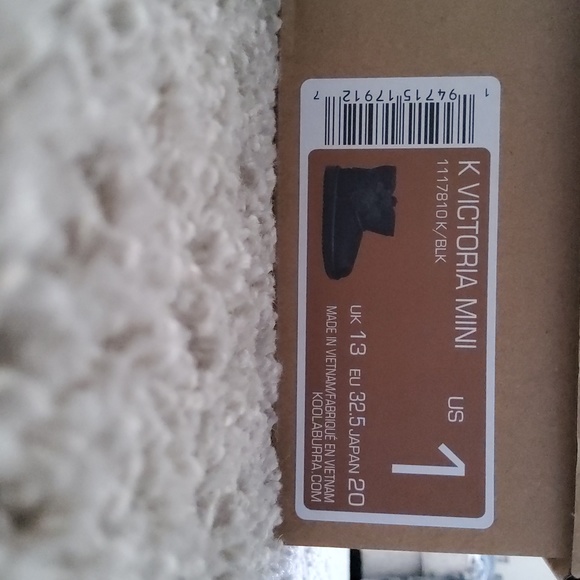 1 94715 17912 7
K VICTORIA MINI
1117810K/BLK
US 1
UK 13 EU 32.5 JAPAN 20
MADE IN VIETNAM/FABRIQUÉ EN VIETNAM
KOOLABURRA.COM